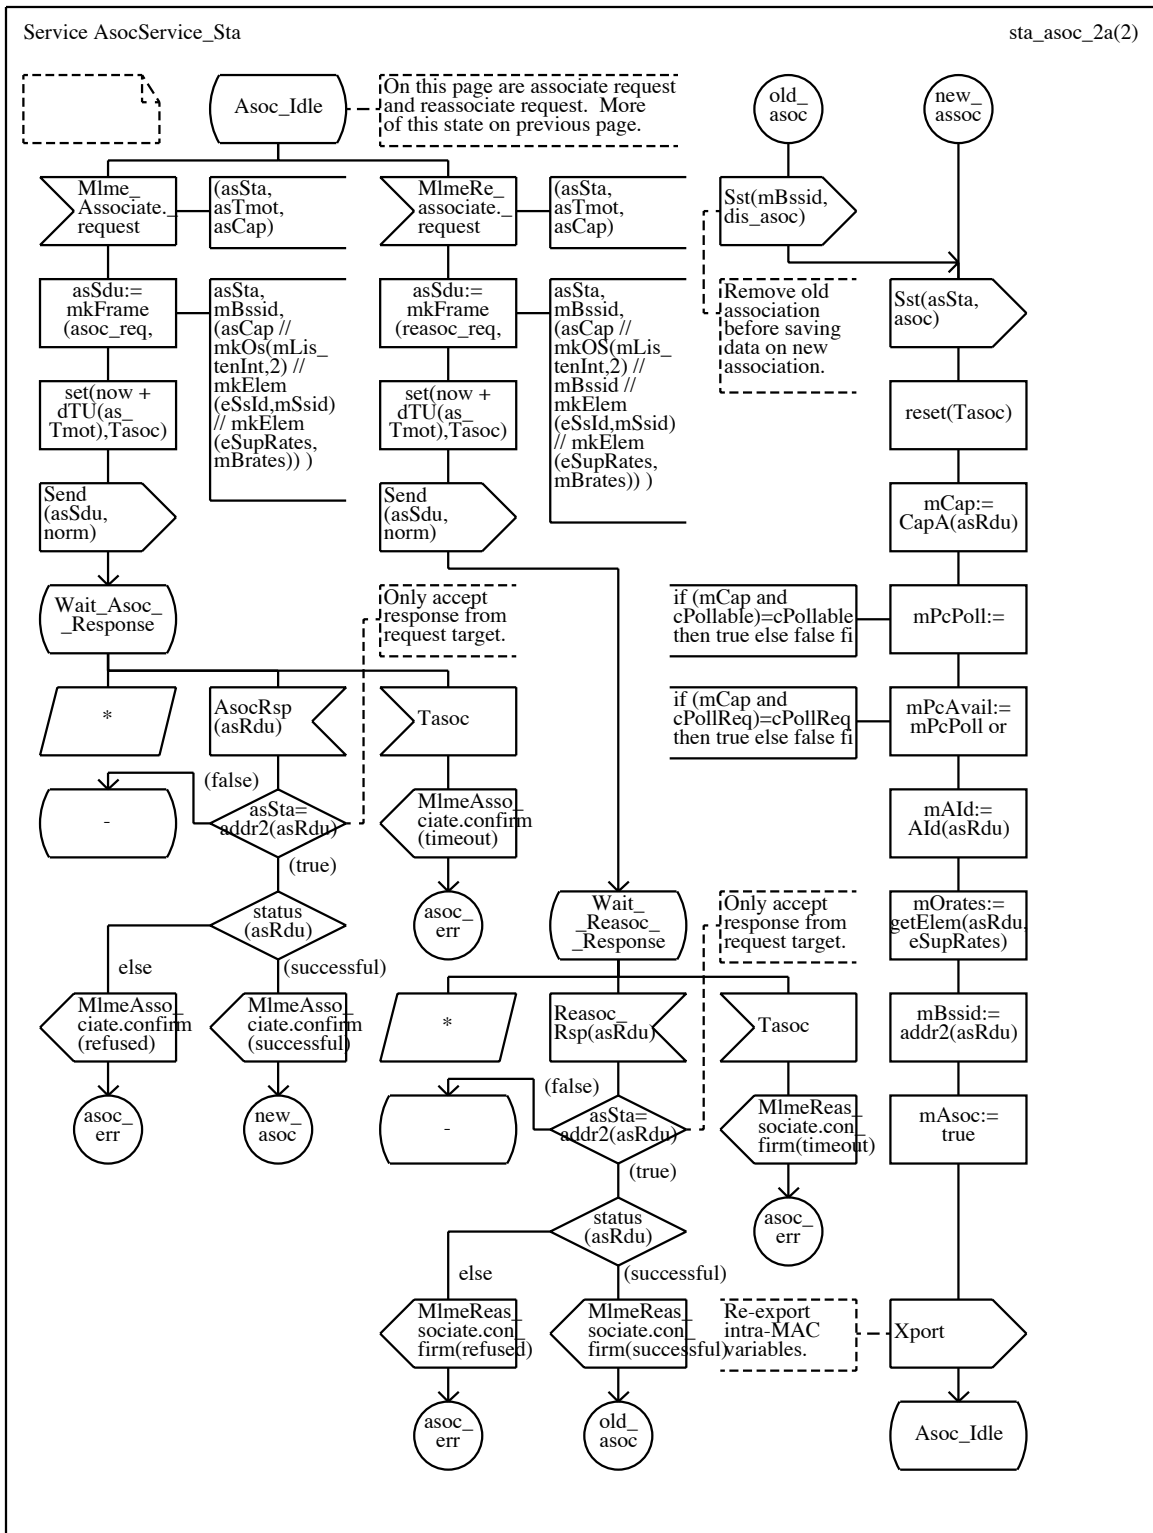 Service AsocService_Sta
sta_asoc_2a(2)
Asoc_Idle
On this page are associate request
and reassociate request.  More
of this state on previous page.
old_
asoc
new_
assoc
Mlme_
Associate._
request
(asSta,
asTmot,
asCap)
MlmeRe_
associate._
request
(asSta,
asTmot,
asCap)
Sst(mBssid,
dis_asoc)
asSdu:=
mkFrame
(asoc_req,
asSta,
mBssid,
(asCap //
mkOs(mLis_
tenInt,2) //
mkElem
(eSsId,mSsid)
// mkElem
(eSupRates,
mBrates)) )
asSdu:=
mkFrame
(reasoc_req,
asSta,
mBssid,
(asCap //
mkOS(mLis_
tenInt,2) //
mBssid //
mkElem
(eSsId,mSsid)
// mkElem
(eSupRates,
mBrates)) )
Remove old
association
before saving
data on new
association.
Sst(asSta,
asoc)
set(now +
dTU(as_
Tmot),Tasoc)
set(now +
dTU(as_
Tmot),Tasoc)
reset(Tasoc)
Send
(asSdu,
norm)
Send
(asSdu,
norm)
mCap:=
CapA(asRdu)
Wait_Asoc_
_Response
Only accept
response from
request target.
if (mCap and
cPollable)=cPollable
then true else false fi
mPcPoll:=
*
AsocRsp
(asRdu)
Tasoc
if (mCap and
cPollReq)=cPollReq
then true else false fi
mPcAvail:=
mPcPoll or
(false)
-
asSta=
addr2(asRdu)
MlmeAsso_
ciate.confirm
(timeout)
mAId:=
AId(asRdu)
(true)
status
(asRdu)
asoc_
err
Wait_
_Reasoc_
_Response
Only accept
response from
request target.
mOrates:=
getElem(asRdu,
eSupRates)
else
(successful)
MlmeAsso_
ciate.confirm
(refused)
MlmeAsso_
ciate.confirm
(successful)
*
Reasoc_
Rsp(asRdu)
Tasoc
mBssid:=
addr2(asRdu)
(false)
asoc_
err
new_
asoc
-
asSta=
addr2(asRdu)
MlmeReas_
sociate.con_
firm(timeout)
mAsoc:=
true
(true)
status
(asRdu)
asoc_
err
else
(successful)
MlmeReas_
sociate.con_
firm(refused)
MlmeReas_
sociate.con_
firm(successful)
Re-export
intra-MAC
variables.
Xport
asoc_
err
old_
asoc
Asoc_Idle